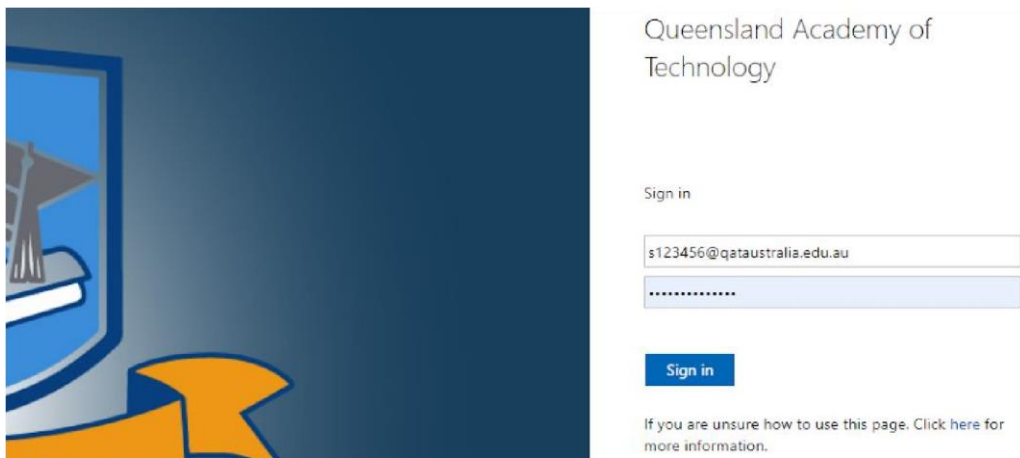 Queensland Academy of
Technology
Sign in
s123456@qataustralia.edu.au
••••••••••••••
Sign in
If you are unsure how to use this page. Click here for
more information.